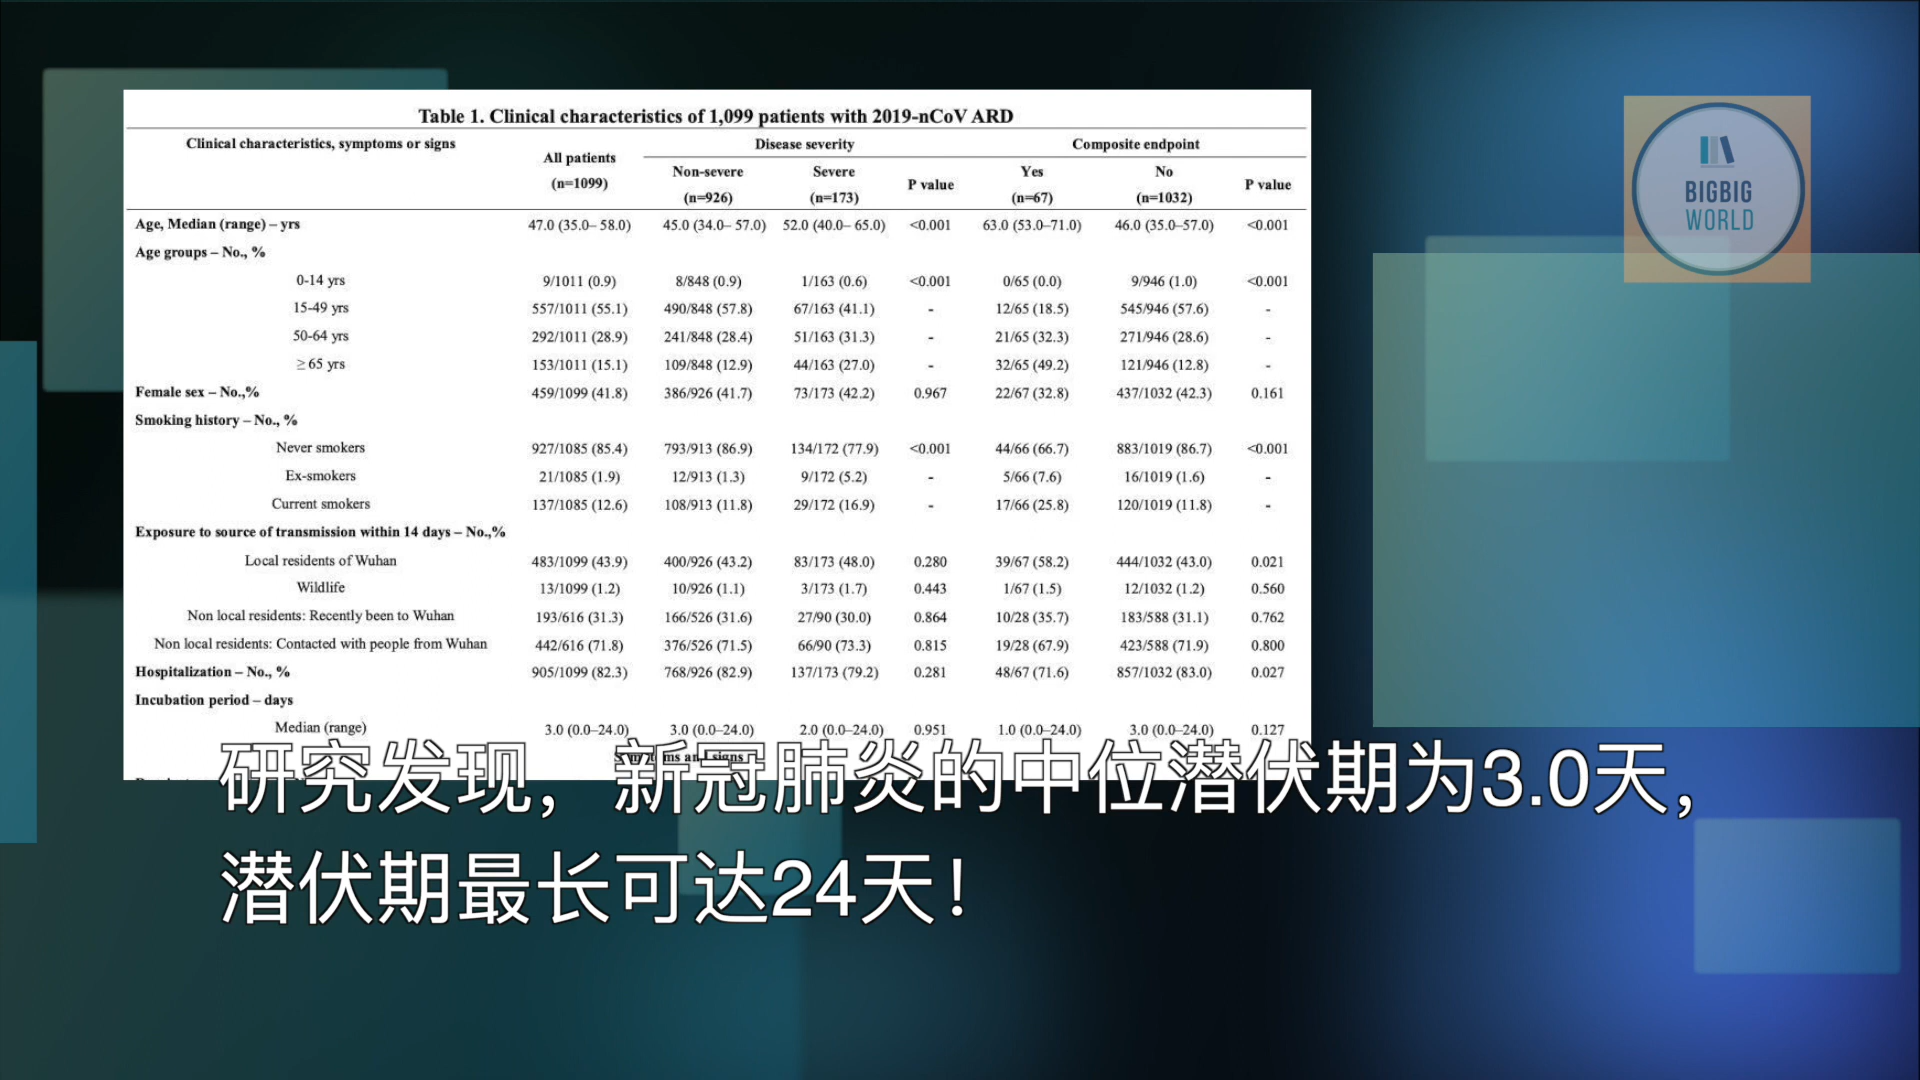 Table 1. Clinical characteristics of 1,099 patients with 2019-nCoV ARD
Clinical characteristics, symptoms or signs All patients (n=1099) Disease severity Composite endpoint
Non-severe (n=926) Severe (n=173) P value Yes (n=67) No (n=1032) P value
Age, Median (range) – yrs 47.0 (35.0– 58.0) 45.0 (34.0– 57.0) 52.0 (40.0– 65.0) <0.001 63.0 (53.0–71.0) 46.0 (35.0–57.0) <0.001
Age groups – No., %
0-14 yrs 9/1011 (0.9) 8/848 (0.9) 1/163 (0.6) <0.001 0/65 (0.0) 9/946 (1.0) <0.001
15-49 yrs 557/1011 (55.1) 490/848 (57.8) 67/163 (41.1) - 12/65 (18.5) 545/946 (57.6) -
50-64 yrs 292/1011 (28.9) 241/848 (28.4) 51/163 (31.3) - 21/65 (32.3) 271/946 (28.6) -
≥ 65 yrs 153/1011 (15.1) 109/848 (12.9) 44/163 (27.0) - 32/65 (49.2) 121/946 (12.8) -
Female sex – No.,% 459/1099 (41.8) 386/926 (41.7) 73/173 (42.2) 0.967 22/67 (32.8) 437/1032 (42.3) 0.161
Smoking history – No., %
Never smokers 927/1085 (85.4) 793/913 (86.9) 134/172 (77.9) <0.001 44/66 (66.7) 883/1019 (86.7) <0.001
Ex-smokers 21/1085 (1.9) 12/913 (1.3) 9/172 (5.2) - 5/66 (7.6) 16/1019 (1.6) -
Current smokers 137/1085 (12.6) 108/913 (11.8) 29/172 (16.9) - 17/66 (25.8) 120/1019 (11.8) -
Exposure to source of transmission within 14 days – No.,%
Local residents of Wuhan 483/1099 (43.9) 400/926 (43.2) 83/173 (48.0) 0.280 39/67 (58.2) 444/1032 (43.0) 0.021
Wildlife 13/1099 (1.2) 10/926 (1.1) 3/173 (1.7) 0.443 1/67 (1.5) 12/1032 (1.2) 0.560
Non local residents: Recently been to Wuhan 193/616 (31.3) 166/526 (31.6) 27/90 (30.0) 0.864 10/28 (35.7) 183/588 (31.1) 0.762
Non local residents: Contacted with people from Wuhan 442/616 (71.8) 376/526 (71.5) 66/90 (73.3) 0.815 19/28 (67.9) 423/588 (71.9) 0.800
Hospitalization – No., % 905/1099 (82.3) 768/926 (82.9) 137/173 (79.2) 0.281 48/67 (71.6) 857/1032 (83.0) 0.027
Incubation period – days
Median (range) 3.0 (0.0–24.0) 3.0 (0.0–24.0) 2.0 (0.0–24.0) 0.951 1.0 (0.0–24.0) 3.0 (0.0–24.0) 0.127
研究发现，新冠肺炎的中位潜伏期为3.0天，
潜伏期最长可达24天！
BIGBIG
WORLD